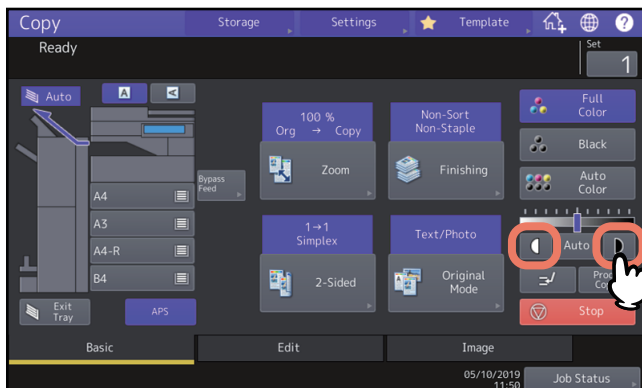 Copy
Storage
Settings
Template
?
Ready
Set
1
Auto
A
A
100 %
Org → Copy
Zoom
Non-Sort
Non-Staple
Finishing
Full
Color
Black
Auto
Color
Bypass
Feed
A4
A3
A4-R
B4
1→1
Simplex
2-Sided
Text/Photo
Original
Mode
Auto
Exit
Tray
APS
Stop
Basic
Edit
Image
05/10/2019
11:50
Job Status